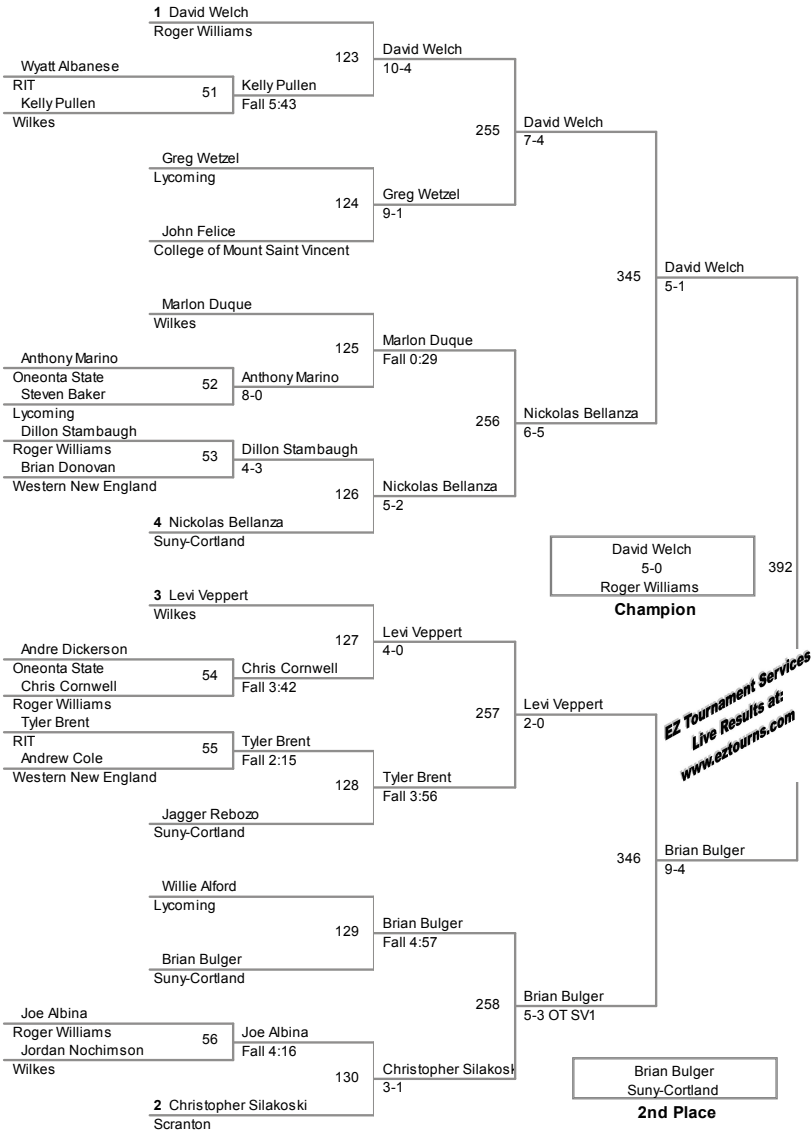 1 David Welch
Roger Williams
123
David Welch
10-4
Wyatt Albanese
RIT
51
Kelly Pullen
Fall 5:43
Kelly Pullen
Wilkes
255
David Welch
7-4
Greg Wetzel
Lycoming
124
Greg Wetzel
9-1
John Felice
College of Mount Saint Vincent
345
David Welch
5-1
Marlon Duque
Wilkes
125
Marlon Duque
Fall 0:29
Anthony Marino
Oneonta State
52
Anthony Marino
8-0
Steven Baker
Lycoming
256
Nickolas Bellanza
6-5
Dillon Stambaugh
Roger Williams
53
Dillon Stambaugh
4-3
Brian Donovan
Western New England
126
Nickolas Bellanza
5-2
4 Nickolas Bellanza
Suny-Cortland
David Welch
5-0
Roger Williams
Champion
392
3 Levi Veppert
Wilkes
127
Levi Veppert
4-0
Andre Dickerson
Oneonta State
54
Chris Cornwell
Fall 3:42
Chris Cornwell
Roger Williams
257
Levi Veppert
2-0
Tyler Brent
RIT
55
Tyler Brent
Fall 2:15
Andrew Cole
Western New England
128
Tyler Brent
Fall 3:56
Jagger Rebozo
Suny-Cortland
EZ Tournament Services
Live Results at:
www.eztourns.com
346
Brian Bulger
9-4
Willie Alford
Lycoming
129
Brian Bulger
Fall 4:57
Brian Bulger
Suny-Cortland
258
Brian Bulger
5-3 OT SV1
Joe Albina
Roger Williams
56
Joe Albina
Fall 4:16
Jordan Nochimson
Wilkes
130
Christopher Silakosk
3-1
2 Christopher Silakoski
Scranton
Brian Bulger
Suny-Cortland
2nd Place